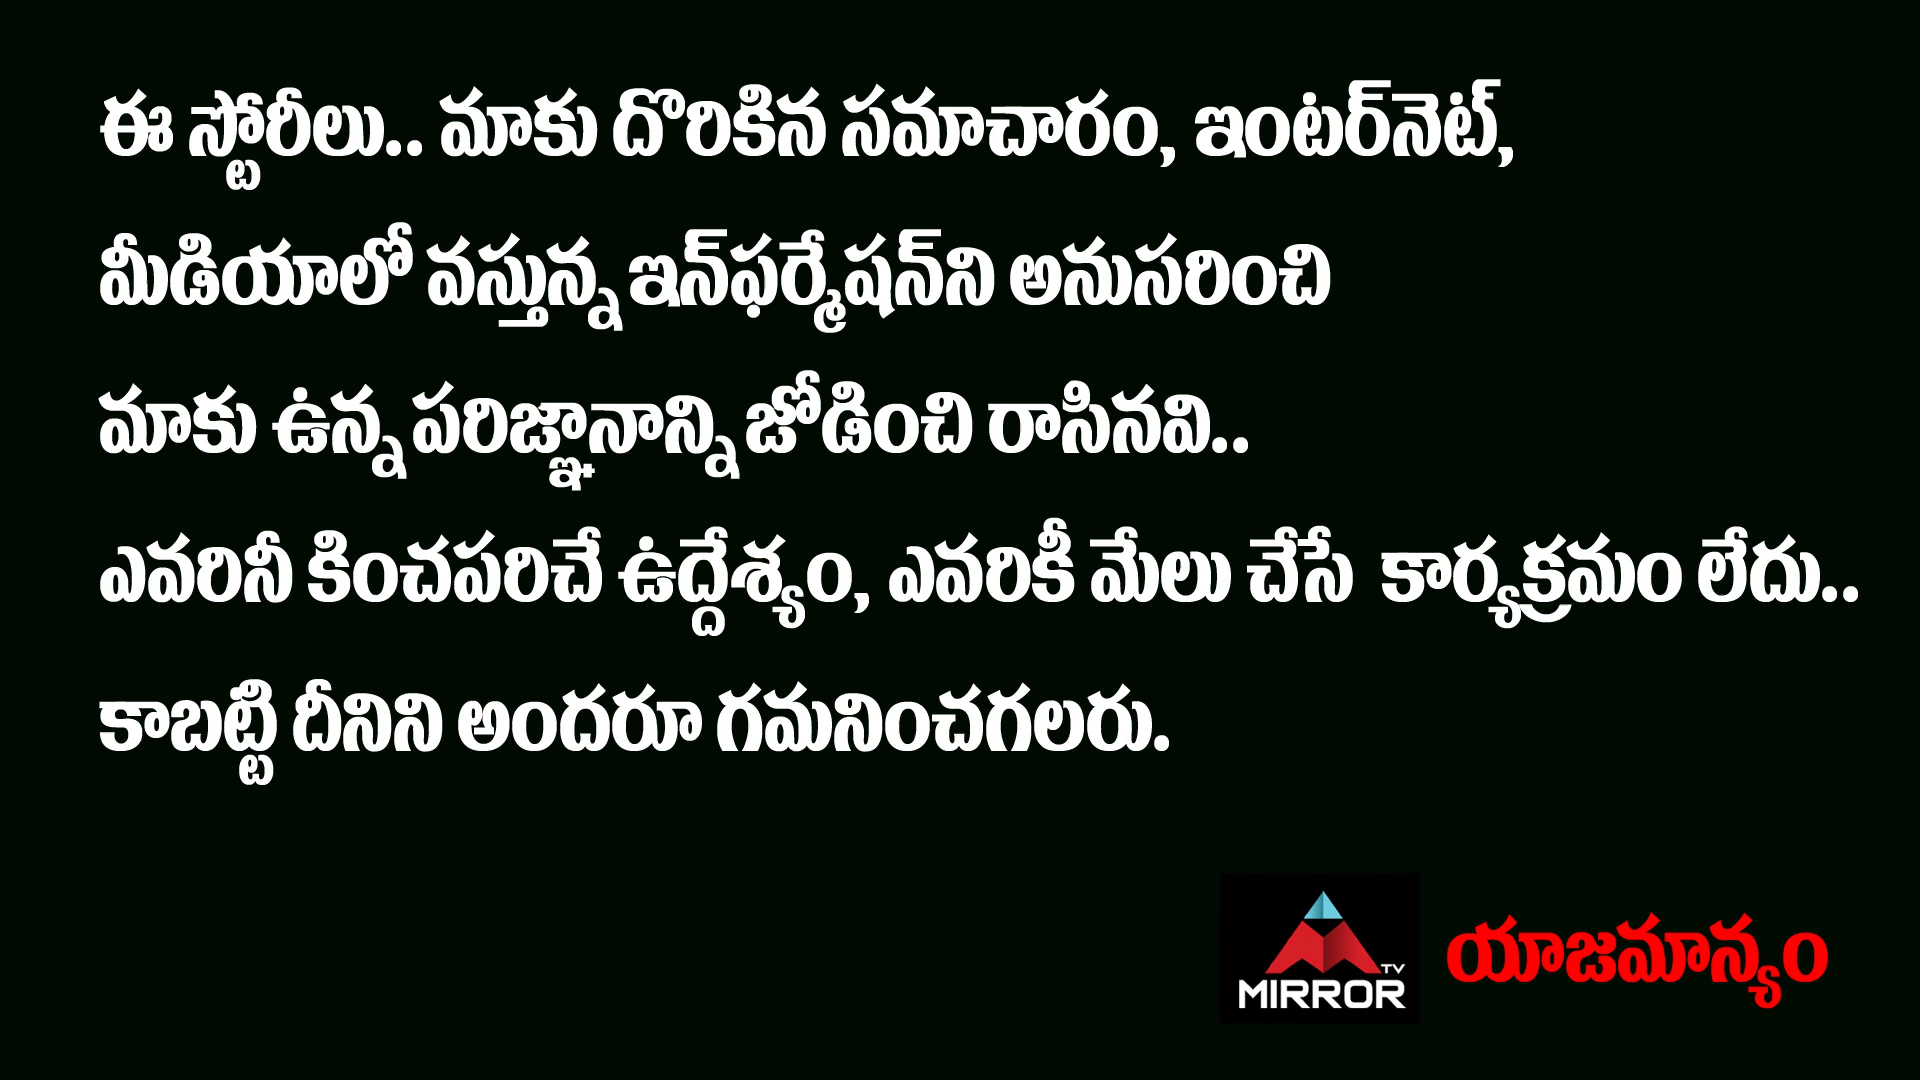 ఈ స్టోరీలు.. మాకు దొరికిన సమాచారం, ఇంటర్‌నెట్,
మీడియాలో వస్తున్న ఇన్‌ఫర్మేషన్‌ని అనుసరించి
మాకు ఉన్న పరిజ్ఞానాన్ని జోడించి రాసినవి..
ఎవరినీ కించపరిచే ఉద్దేశ్యం, ఎవరికీ మేలు చేసే కార్యక్రమం లేదు..
కాబట్టి దీనిని అందరూ గమనించగలరు.
TV
MIRROR
యాజమాన్యం